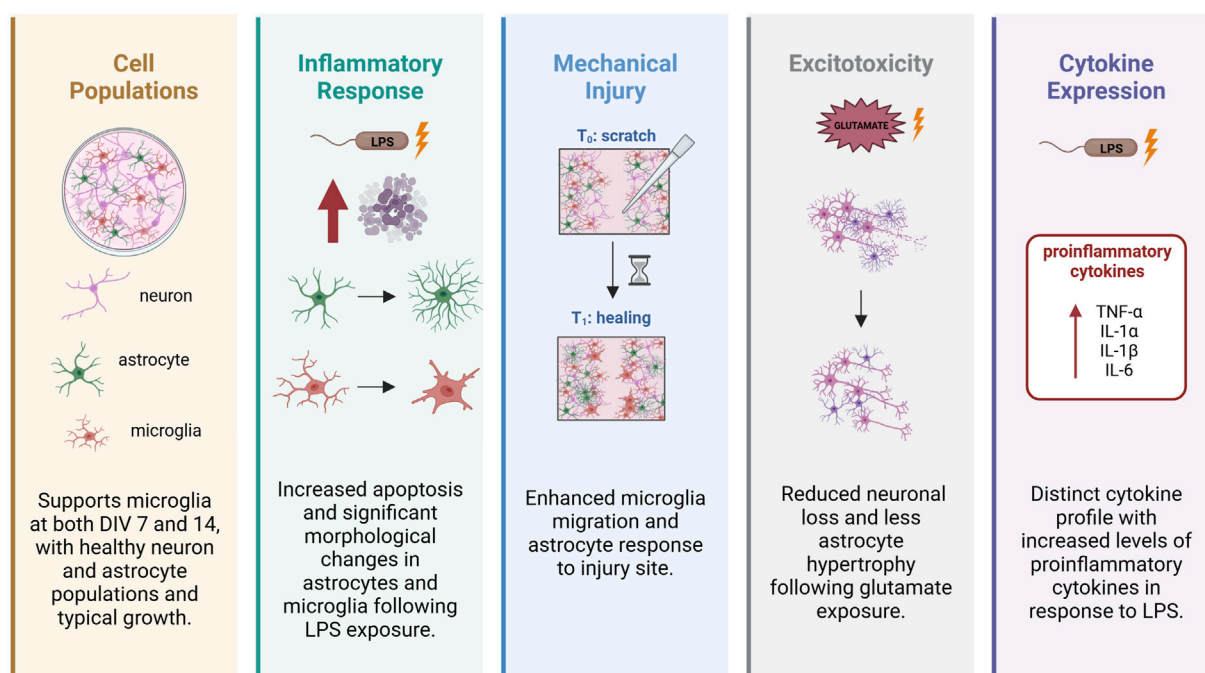 Cell
Populations
neuron
astrocyte
microglia
Supports microglia
at both DIV 7 and 14,
with healthy neuron
and astrocyte
populations and
typical growth.
Inflammatory
Response
LPS
Increased apoptosis
and significant
morphological
changes in
astrocytes and
microglia following
LPS exposure.
Mechanical
Injury
T₀: scratch
T₁: healing
Enhanced microglia
migration and
astrocyte response
to injury site.
Excitotoxicity
GLUTAMATE
Reduced neuronal
loss and less
astrocyte
hypertrophy
following glutamate
exposure.
Cytokine
Expression
LPS
proinflammatory
cytokines
TNF-α
IL-1α
IL-1β
IL-6
Distinct cytokine
profile with
increased levels of
proinflammatory
cytokines in
response to LPS.